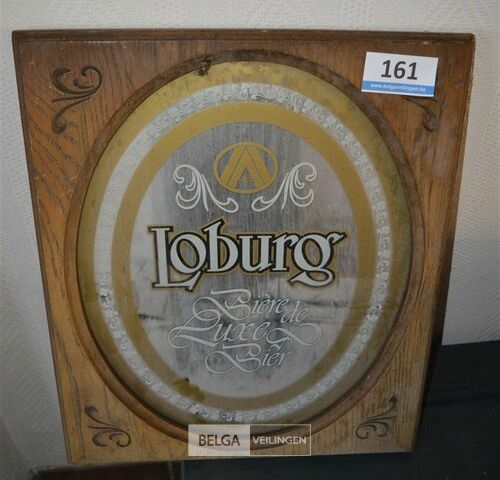 161
www.belgaveilingen.be
Loburg
Bière de
Luxe
Bier
BELGA VEILINGEN